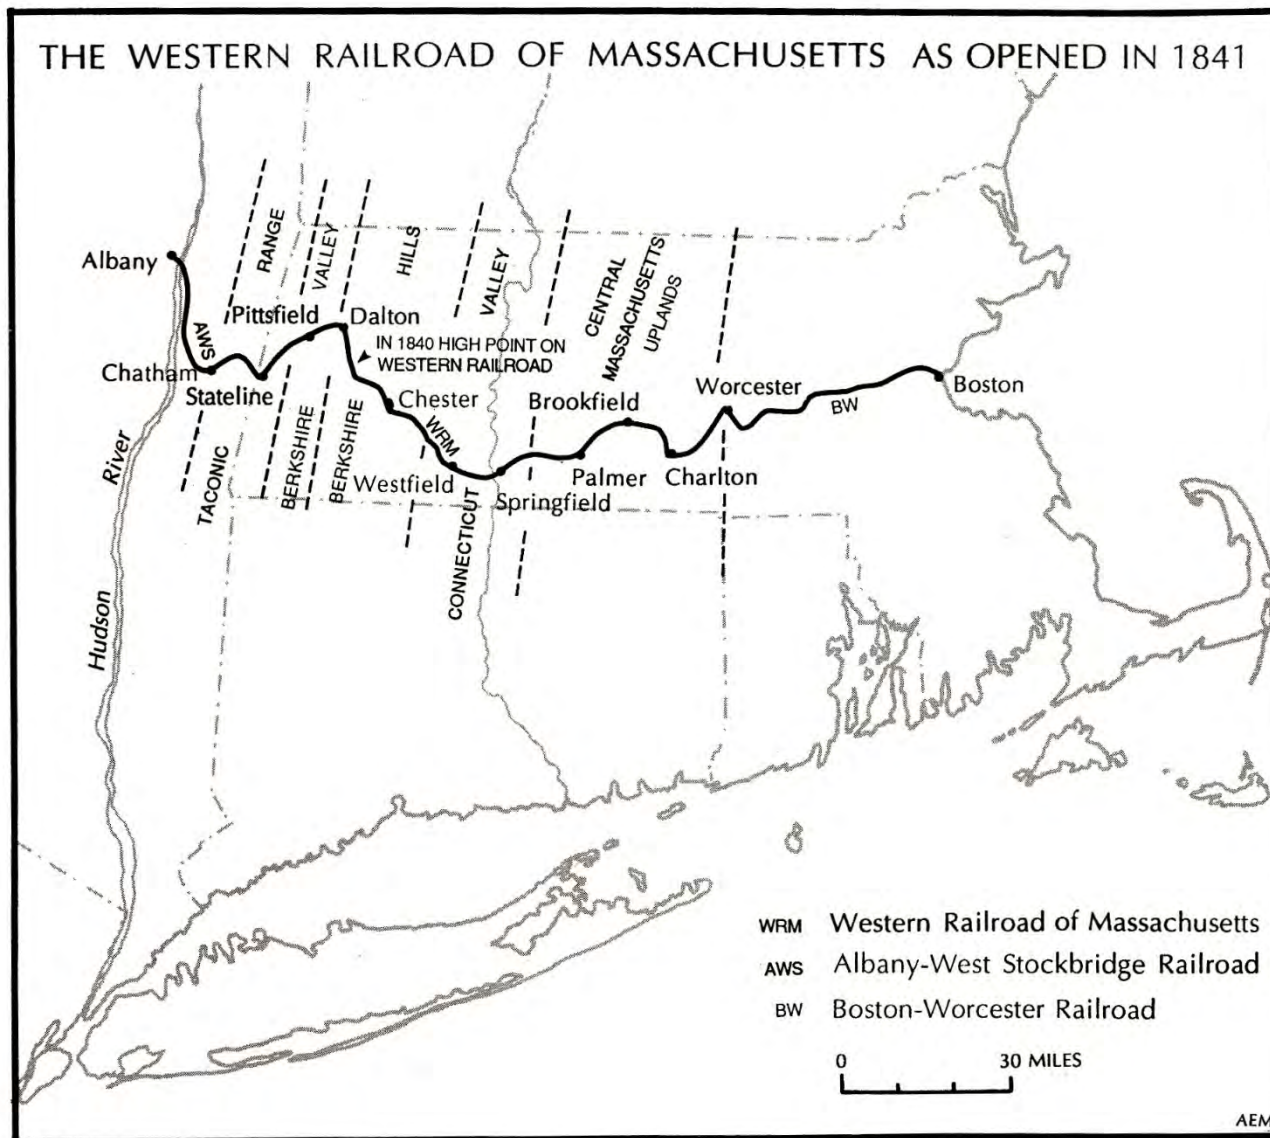 THE WESTERN RAILROAD OF MASSACHUSETTS AS OPENED IN 1841
Albany
RANGE
VALLEY
HILLS
VALLEY
CENTRAL
MASSACHUSETTS
UPLANDS
AWS
Pittsfield
Dalton
IN 1840 HIGH POINT ON
WESTERN RAILROAD
Chatham
Stateline
Chester
Brookfield
Worcester
BW
Boston
River
TACONIC
BERKSHIRE
BERKSHIRE
WRM
Westfield
CONNECTICUT
Springfield
Palmer
Charlton
Hudson
WRM Western Railroad of Massachusetts
AWS Albany-West Stockbridge Railroad
BW Boston-Worcester Railroad
0 30 MILES
AEM